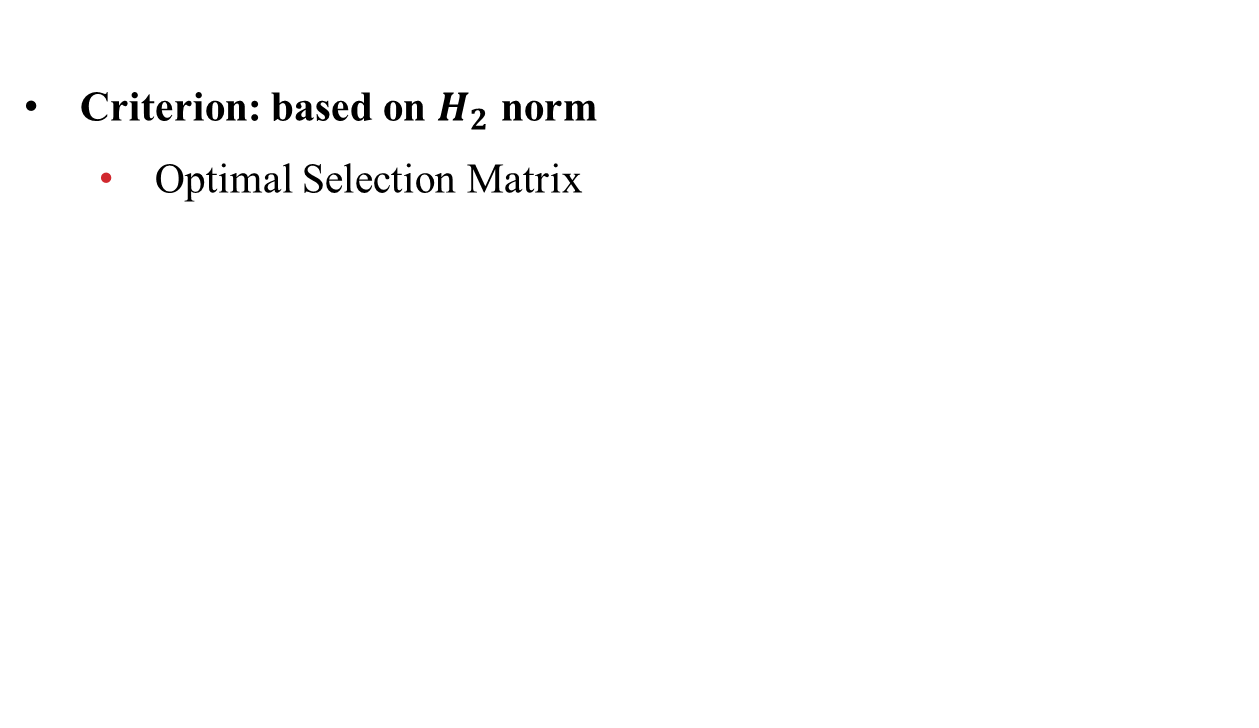 • Criterion: based on H₂ norm
• Optimal Selection Matrix